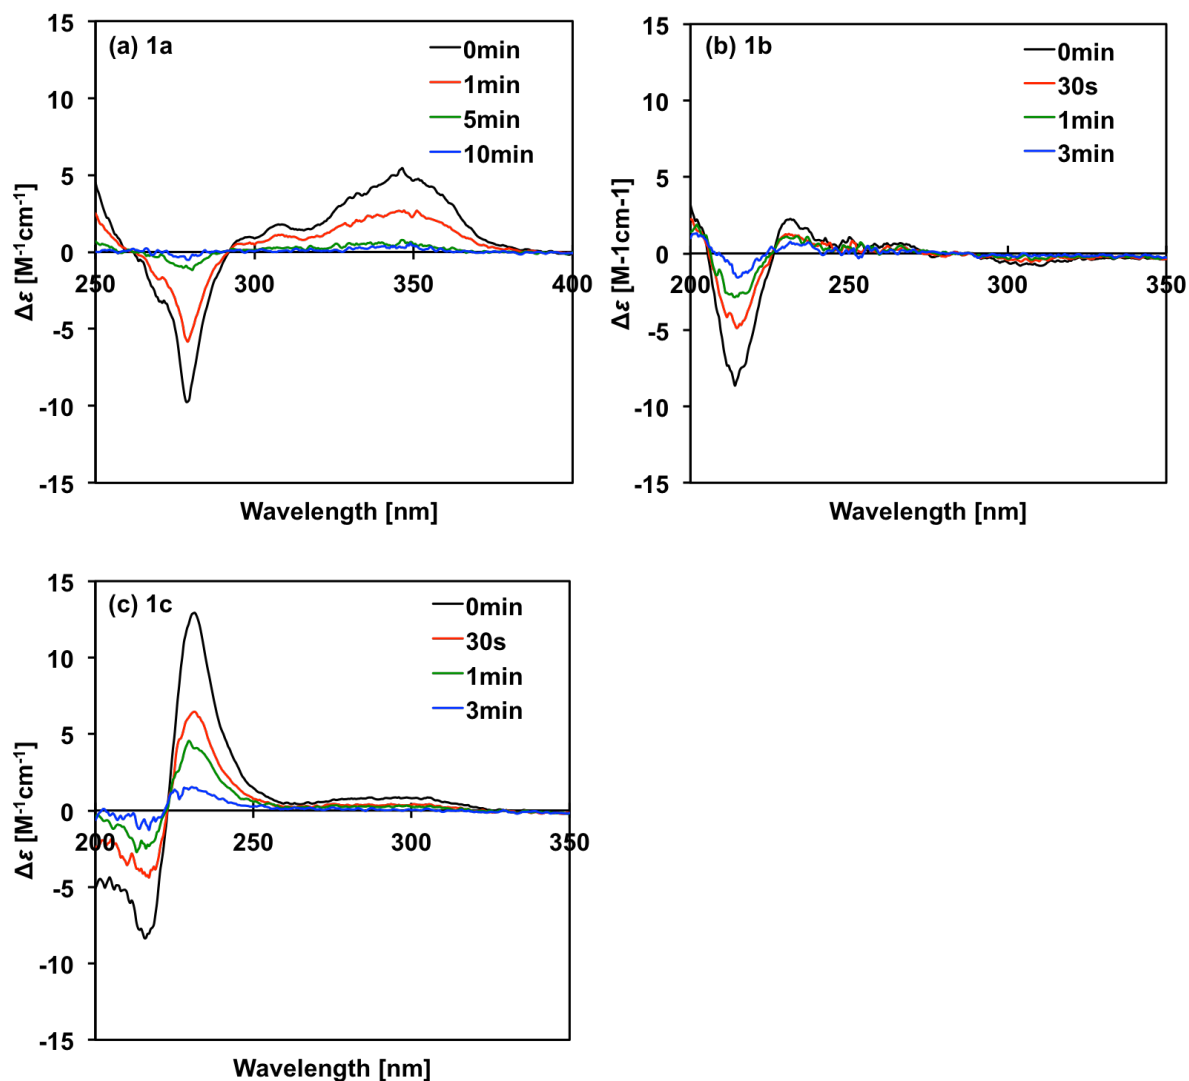 (a) 1a
0min
1min
5min
10min
15
10
5
0
-5
-10
-15
250
300
350
400
Δε [M⁻¹cm⁻¹]
Wavelength [nm]
(b) 1b
0min
30s
1min
3min
15
10
5
0
-5
-10
-15
200
250
300
350
Δε [M-1cm-1]
Wavelength [nm]
(c) 1c
0min
30s
1min
3min
15
10
5
0
-5
-10
-15
200
250
300
350
Δε [M⁻¹cm⁻¹]
Wavelength [nm]